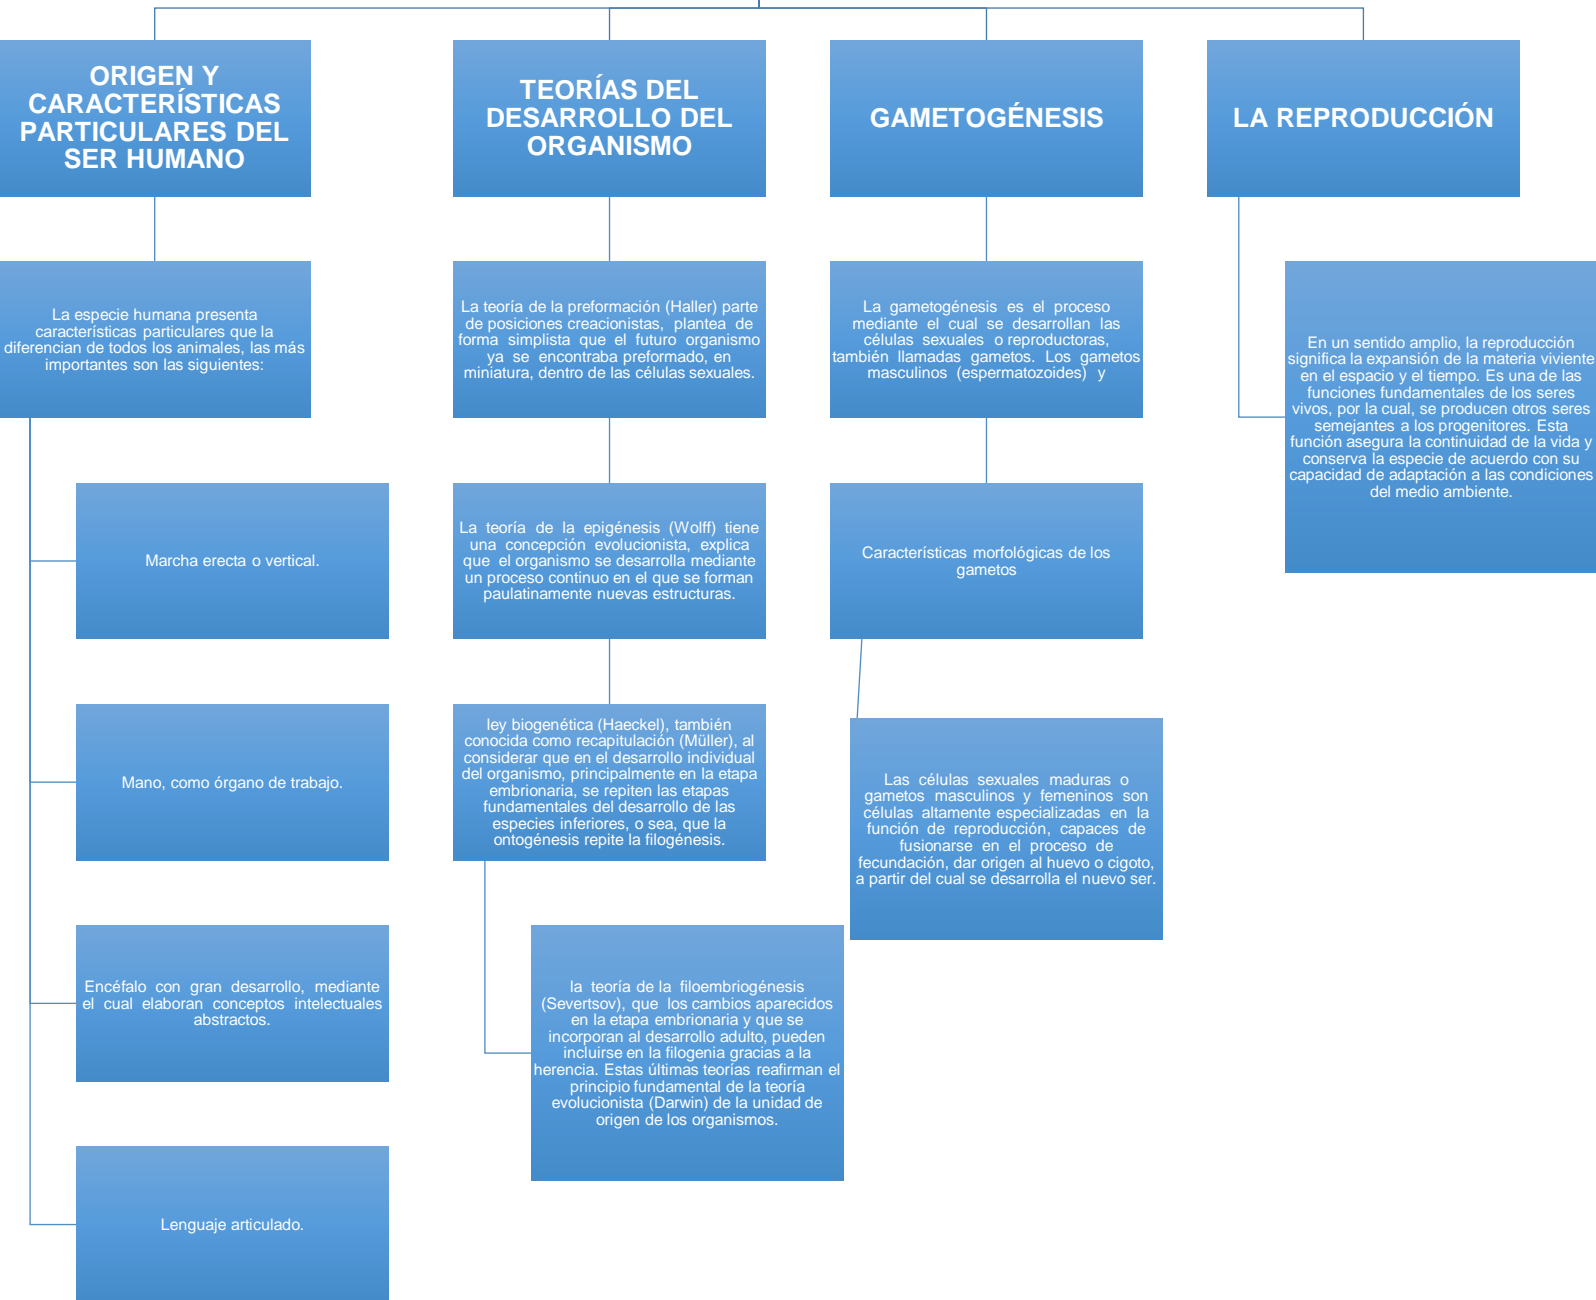 ORIGEN Y
CARACTERÍSTICAS
PARTICULARES DEL
SER HUMANO
La especie humana presenta
características particulares que la
diferencian de todos los animales, las más
importantes son las siguientes:
Marcha erecta o vertical.
Mano, como órgano de trabajo.
Encéfalo con gran desarrollo, mediante
el cual elaboran conceptos intelectuales
abstractos.
Lenguaje articulado.
TEORÍAS DEL
DESARROLLO DEL
ORGANISMO
La teoría de la preformación (Haller) parte
de posiciones creacionistas, plantea de
forma simplista que el futuro organismo
ya se encontraba preformado, en
miniatura, dentro de las células sexuales.
La teoría de la epigénesis (Wolff) tiene
una concepción evolucionista, explica
que el organismo se desarrolla mediante
un proceso continuo en el que se forman
paulatinamente nuevas estructuras.
ley biogenética (Haeckel), también
conocida como recapitulación (Müller), al
considerar que en el desarrollo individual
del organismo, principalmente en la etapa
embrionaria, se repiten las etapas
fundamentales del desarrollo de las
especies inferiores, o sea, que la
ontogénesis repite la filogénesis.
la teoría de la filoembriogénesis
(Severtsov), que los cambios aparecidos
en la etapa embrionaria y que se
incorporan al desarrollo adulto, pueden
incluirse en la filogenia gracias a la
herencia. Estas últimas teorías reafirman el
principio fundamental de la teoría
evolucionista (Darwin) de la unidad de
origen de los organismos.
GAMETOGÉNESIS
La gametogénesis es el proceso
mediante el cual se desarrollan las
células sexuales o reproductoras,
también llamadas gametos. Los gametos
masculinos (espermatozoides) y
Características morfológicas de los
gametos
Las células sexuales maduras o
gametos masculinos y femeninos son
células altamente especializadas en la
función de reproducción, capaces de
fusionarse en el proceso de
fecundación, dar origen al huevo o cigoto,
a partir del cual se desarrolla el nuevo ser.
LA REPRODUCCIÓN
En un sentido amplio, la reproducción
significa la expansión de la materia viviente
en el espacio y el tiempo. Es una de las
funciones fundamentales de los seres
vivos, por la cual, se producen otros seres
semejantes a los progenitores. Esta
función asegura la continuidad de la vida y
conserva la especie de acuerdo con su
capacidad de adaptación a las condiciones
del medio ambiente.